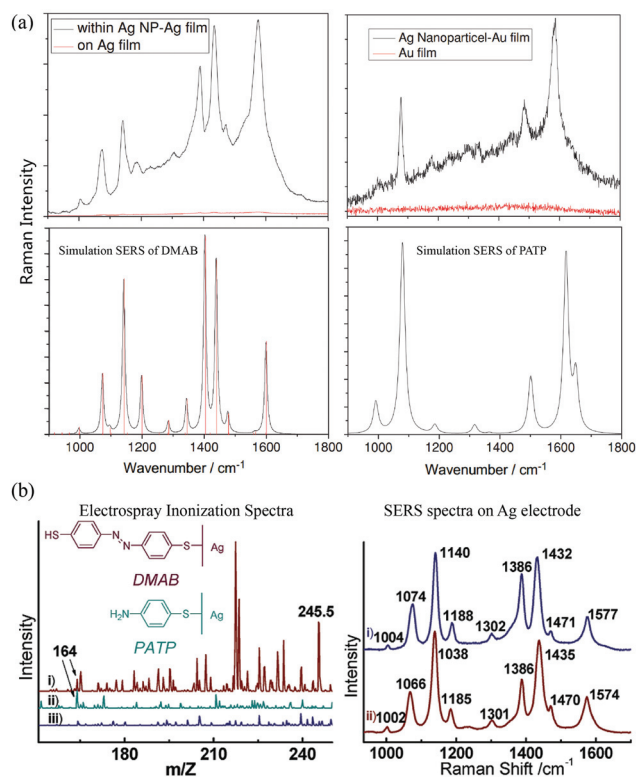 (a)
within Ag NP-Ag film
on Ag film
Ag Nanoparticel-Au film
Au film
Raman Intensity
Simulation SERS of DMAB
Simulation SERS of PATP
1000 1200 1400 1600 1800
1000 1200 1400 1600 1800
Wavenumber / cm-1
Wavenumber / cm-1
(b)
Electrospray Inonization Spectra
SERS spectra on Ag electrode
HS
N
N
S
Ag
DMAB
H2N
S
Ag
PATP
245.5
164
i)
ii)
iii)
Intensity
180 210 240
m/Z
1140
1432
1386
1074
1188
1302
1471
1577
i)
1004
1038
1435
1386
1066
1185
1301
1470
1574
ii)
1002
Intensity
1000 1200 1400 1600
Raman Shift /cm-1